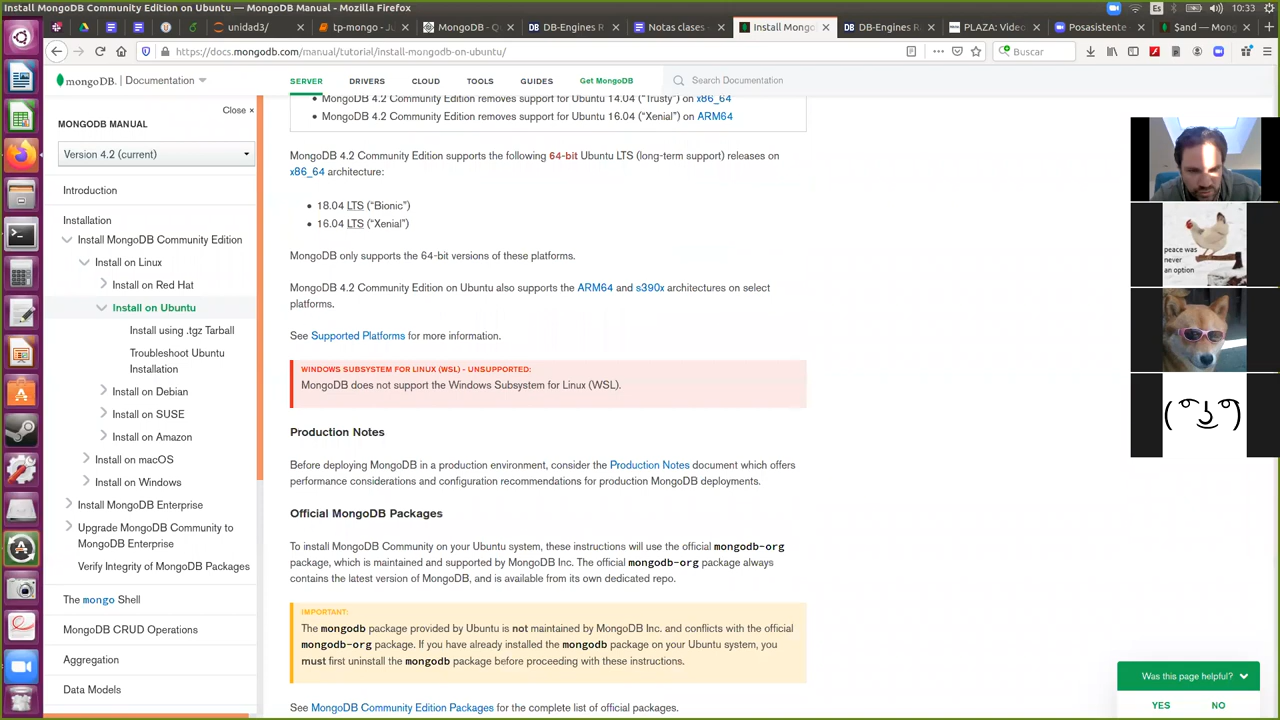 Install MongoDB Community Edition on Ubuntu — MongoDB Manual - Mozilla Firefox
Es
10:33
unidad3/
tp-mongo - Ju
MongoDB - Q
DB-Engines R
Notas clases
Install Mongo
DB-Engines R
PLAZA: Video
Posasistente
$and — Mong
https://docs.mongodb.com/manual/tutorial/install-mongodb-on-ubuntu/
Buscar
mongoDB. | Documentation
SERVER
DRIVERS
CLOUD
TOOLS
GUIDES
Get MongoDB
Search Documentation
Close ×
MONGODB MANUAL
Version 4.2 (current)
Introduction
Installation
Install MongoDB Community Edition
Install on Linux
Install on Red Hat
Install on Ubuntu
Install using .tgz Tarball
Troubleshoot Ubuntu
Installation
Install on Debian
Install on SUSE
Install on Amazon
Install on macOS
Install on Windows
Install MongoDB Enterprise
Upgrade MongoDB Community to
MongoDB Enterprise
Verify Integrity of MongoDB Packages
The mongo Shell
MongoDB CRUD Operations
Aggregation
Data Models
• MongoDB 4.2 Community Edition removes support for Ubuntu 14.04 (“Trusty”) on x86_64
• MongoDB 4.2 Community Edition removes support for Ubuntu 16.04 (“Xenial”) on ARM64
MongoDB 4.2 Community Edition supports the following 64-bit Ubuntu LTS (long-term support) releases on
x86_64 architecture:
• 18.04 LTS (“Bionic”)
• 16.04 LTS (“Xenial”)
MongoDB only supports the 64-bit versions of these platforms.
MongoDB 4.2 Community Edition on Ubuntu also supports the ARM64 and s390x architectures on select
platforms.
See Supported Platforms for more information.
WINDOWS SUBSYSTEM FOR LINUX (WSL) - UNSUPPORTED:
MongoDB does not support the Windows Subsystem for Linux (WSL).
Production Notes
Before deploying MongoDB in a production environment, consider the Production Notes document which offers
performance considerations and configuration recommendations for production MongoDB deployments.
Official MongoDB Packages
To install MongoDB Community on your Ubuntu system, these instructions will use the official mongodb-org
package, which is maintained and supported by MongoDB Inc. The official mongodb-org package always
contains the latest version of MongoDB, and is available from its own dedicated repo.
IMPORTANT:
The mongodb package provided by Ubuntu is not maintained by MongoDB Inc. and conflicts with the official
mongodb-org package. If you have already installed the mongodb package on your Ubuntu system, you
must first uninstall the mongodb package before proceeding with these instructions.
See MongoDB Community Edition Packages for the complete list of official packages.
peace was
never
an option
( ͡° ͜ʖ ͡°)
Was this page helpful?
YES
NO